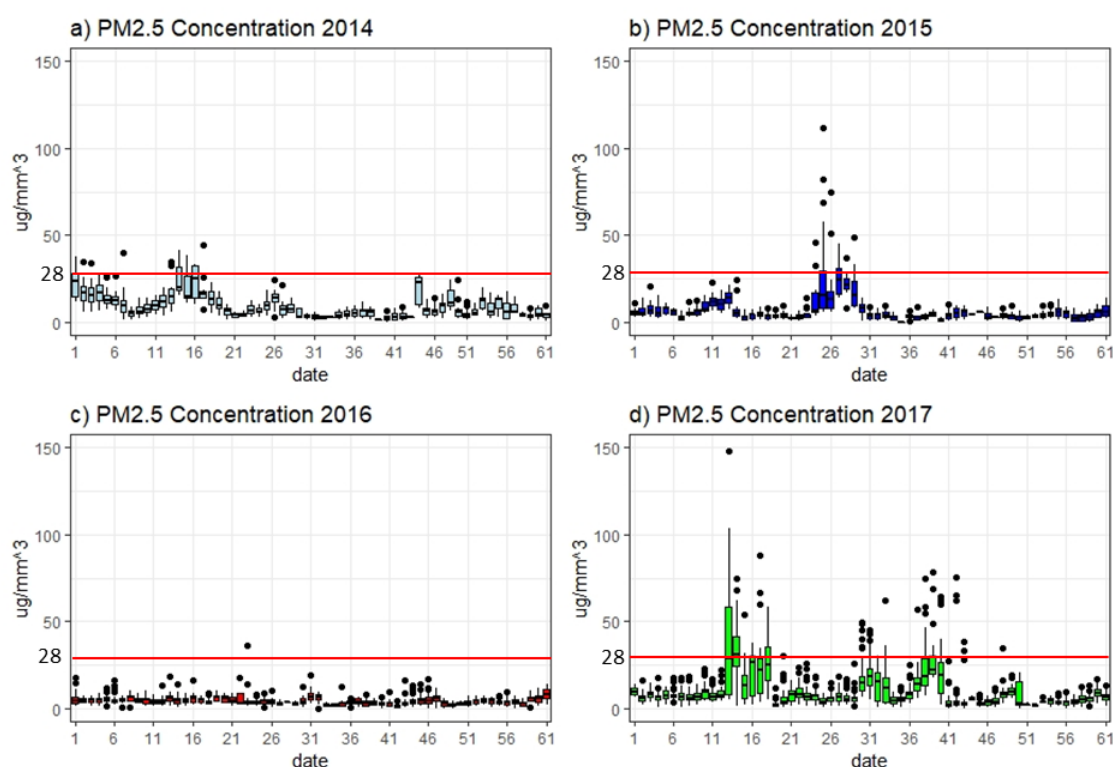 a) PM2.5 Concentration 2014
150
100
50
28
0
ug/mm^3
1 6 11 16 21 26 31 36 41 46 51 56 61
date
b) PM2.5 Concentration 2015
150
100
50
28
0
ug/mm^3
1 6 11 16 21 26 31 36 41 46 51 56 61
date
c) PM2.5 Concentration 2016
150
100
50
28
0
ug/mm^3
1 6 11 16 21 26 31 36 41 46 51 56 61
date
d) PM2.5 Concentration 2017
150
100
50
28
0
ug/mm^3
1 6 11 16 21 26 31 36 41 46 51 56 61
date